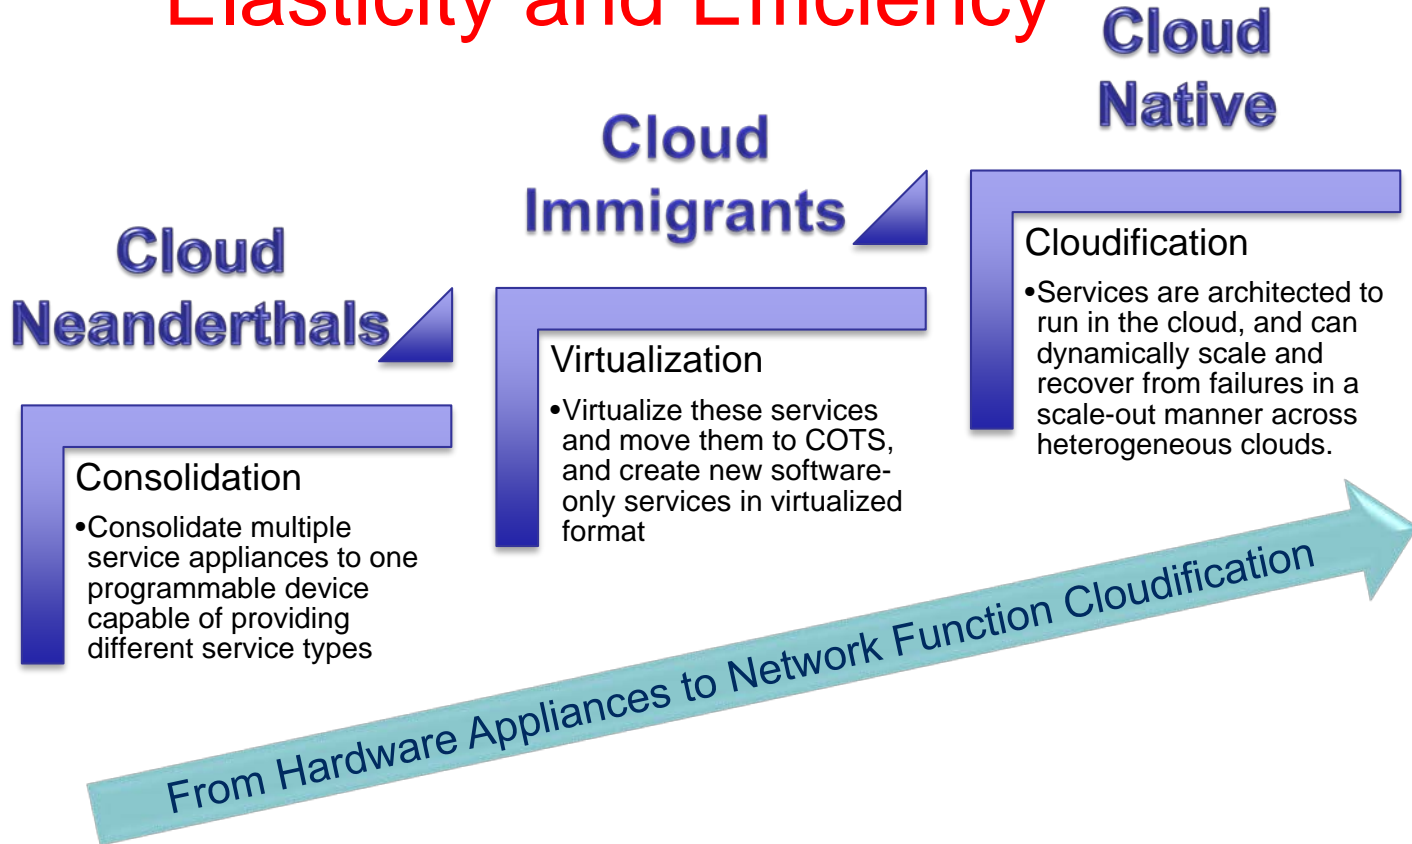 Elasticity and Efficiency
Cloud
Native
Cloud
Immigrants
Cloud
Neanderthals
Cloudification
•Services are architected to
run in the cloud, and can
dynamically scale and
recover from failures in a
scale-out manner across
heterogeneous clouds.
Virtualization
•Virtualize these services
and move them to COTS,
and create new software-
only services in virtualized
format
Consolidation
•Consolidate multiple
service appliances to one
programmable device
capable of providing
different service types
From Hardware Appliances to Network Function Cloudification